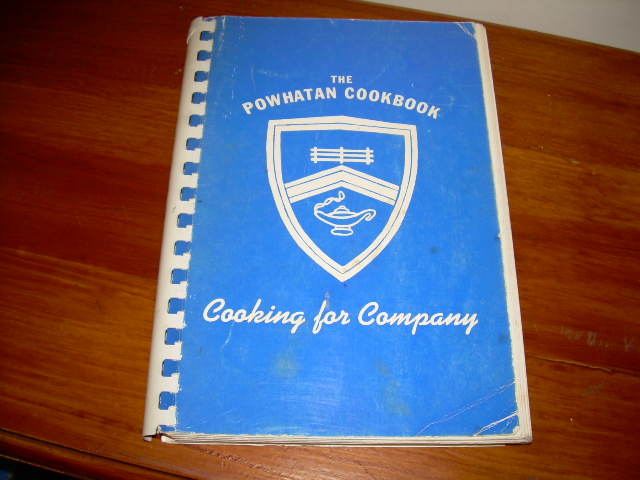 THE
POWHATAN COOKBOOK
Cooking for Company